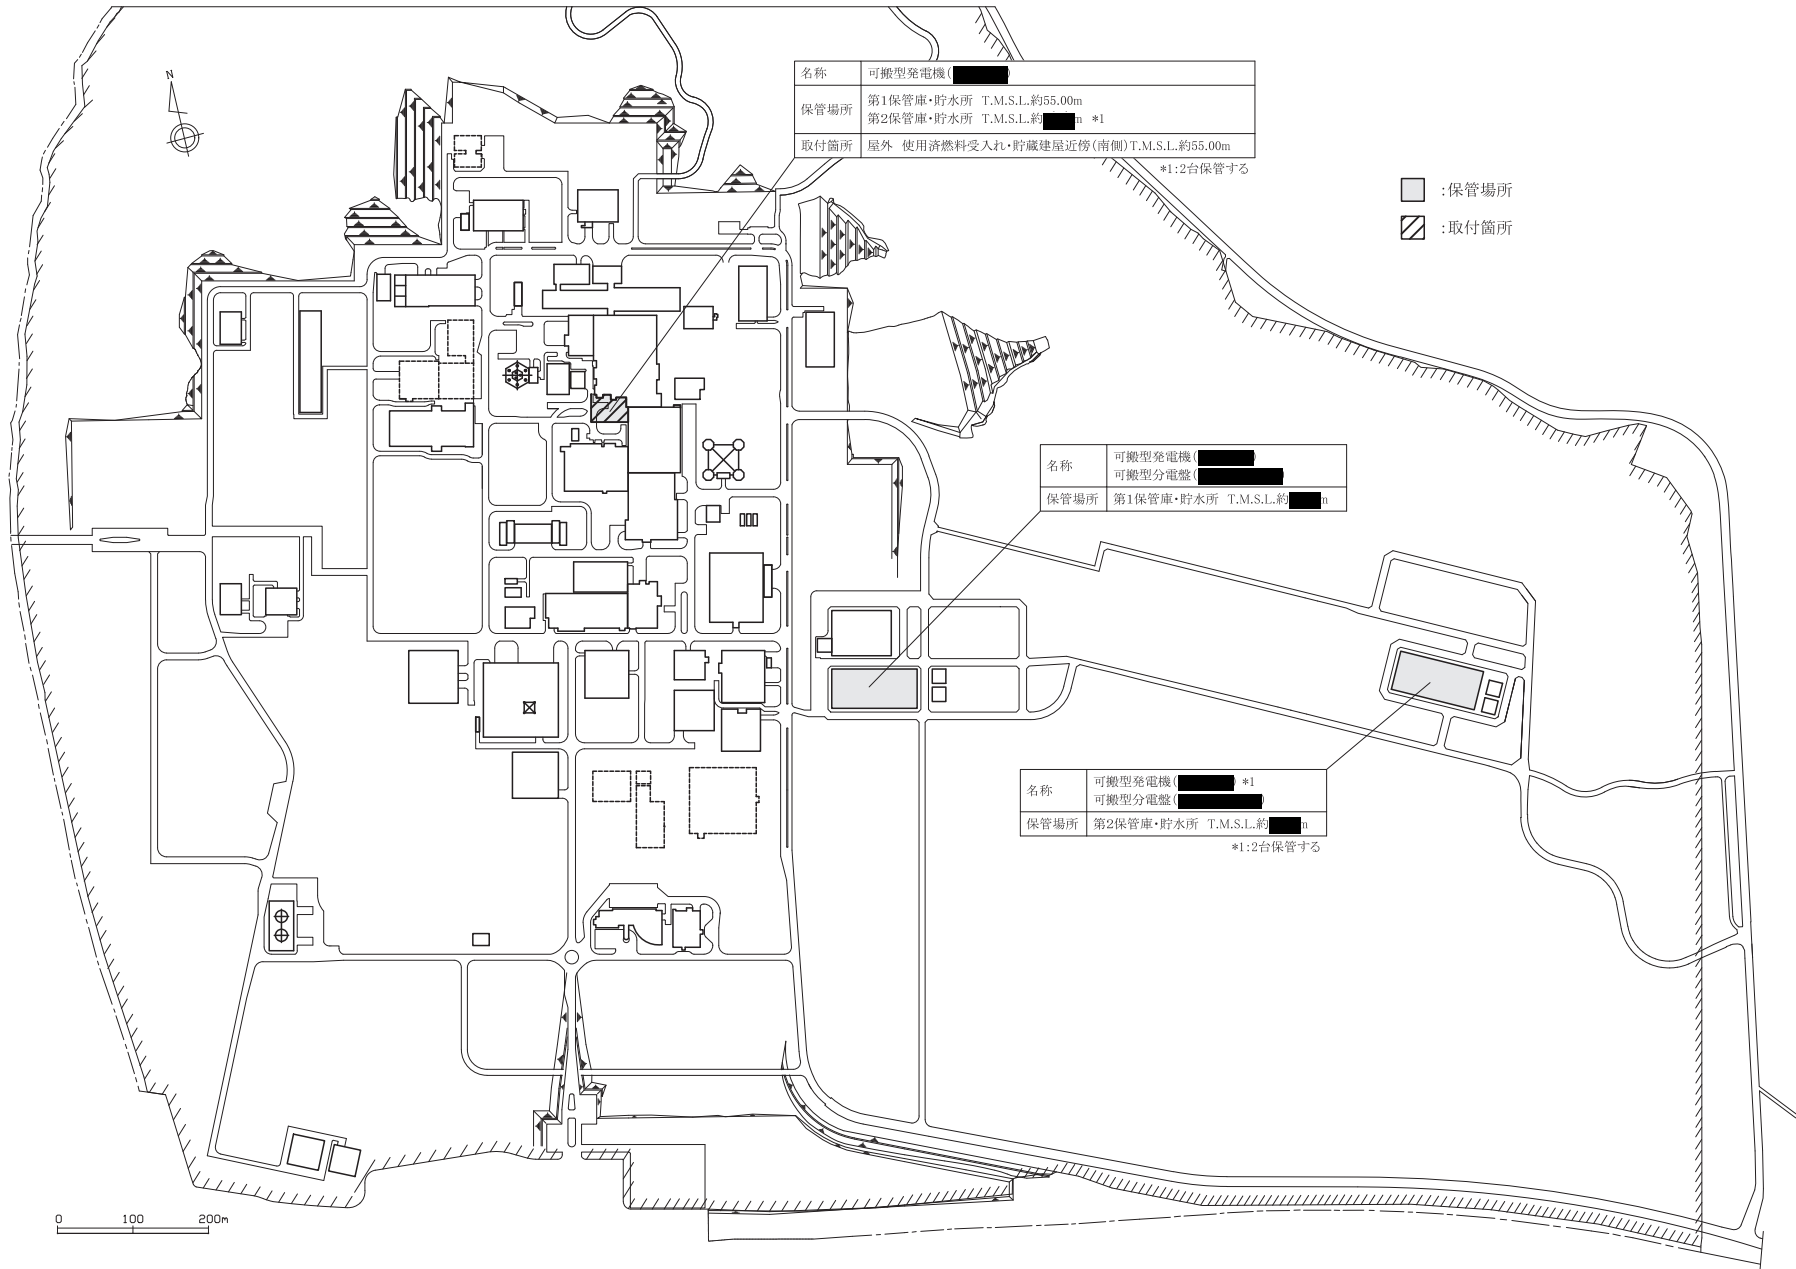 N
名称 可搬型発電機( )
保管場所 第1保管庫・貯水所 T.M.S.L.約55.00m
第2保管庫・貯水所 T.M.S.L.約 m *1
取付箇所 屋外 使用済燃料受入れ・貯蔵建屋近傍(南側)T.M.S.L.約55.00m
*1:2台保管する
:保管場所
:取付箇所
名称 可搬型発電機( )
可搬型分電盤( )
保管場所 第1保管庫・貯水所 T.M.S.L.約 m
名称 可搬型発電機( ) *1
可搬型分電盤( )
保管場所 第2保管庫・貯水所 T.M.S.L.約 m
*1:2台保管する
0 100 200m